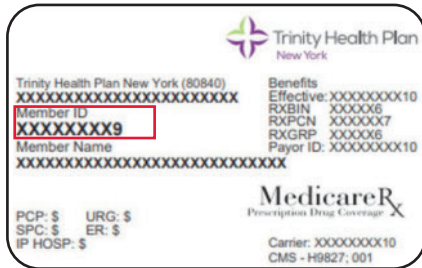 Trinity Health Plan
New York
Trinity Health Plan New York (80840)
XXXXXXXXXXXXXXXXXXXXXXX
Member ID
XXXXXXXX9
Member Name
XXXXXXXXXXXXXXXXXXXXXXXXXXXX
Benefits
Effective: XXXXXXXX10
RXBIN XXXXX6
RXPCN XXXXXX7
RXGRP XXXXX6
Payor ID: XXXXXXXX10
MedicareRx
Prescription Drug Coverage
PCP: $ URG: $
SPC: $ ER: $
IP HOSP: $
Carrier: XXXXXXXX10
CMS - H9827; 001